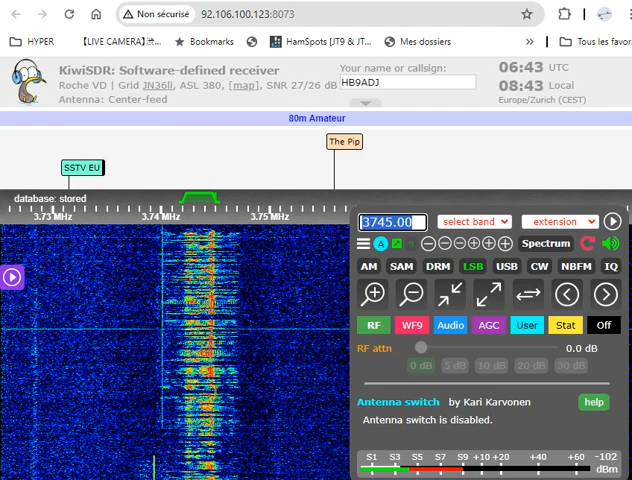 Non sécurisé 92.106.100.123:8073
HYPER 【LIVE CAMERA】渋... Bookmarks HamSpots [JT9 & JT... Mes dossiers » Tous les favor
KiwiSDR: Software-defined receiver
Roche VD | Grid JN36li, ASL 380, [map], SNR 27/26 dB
Antenna: Center-feed
Your name or callsign:
HB9ADJ
06:43 UTC
08:43 Local
Europe/Zurich (CEST)
80m Amateur
The Pip
SSTV EU
database: stored
3.73 MHz 3.74 MHz 3.75 MHz
3745.00 select band extension
A 9 Spectrum
AM SAM DRM LSB USB CW NBFM IQ
RF WF9 Audio AGC User Stat Off
RF attn 0.0 dB
0 dB 5 dB 10 dB 20 dB 30 dB
Antenna switch by Kari Karvonen help
Antenna switch is disabled.
S1 S3 S5 S7 S9 +10 +20 +40 +60 -102
dBm